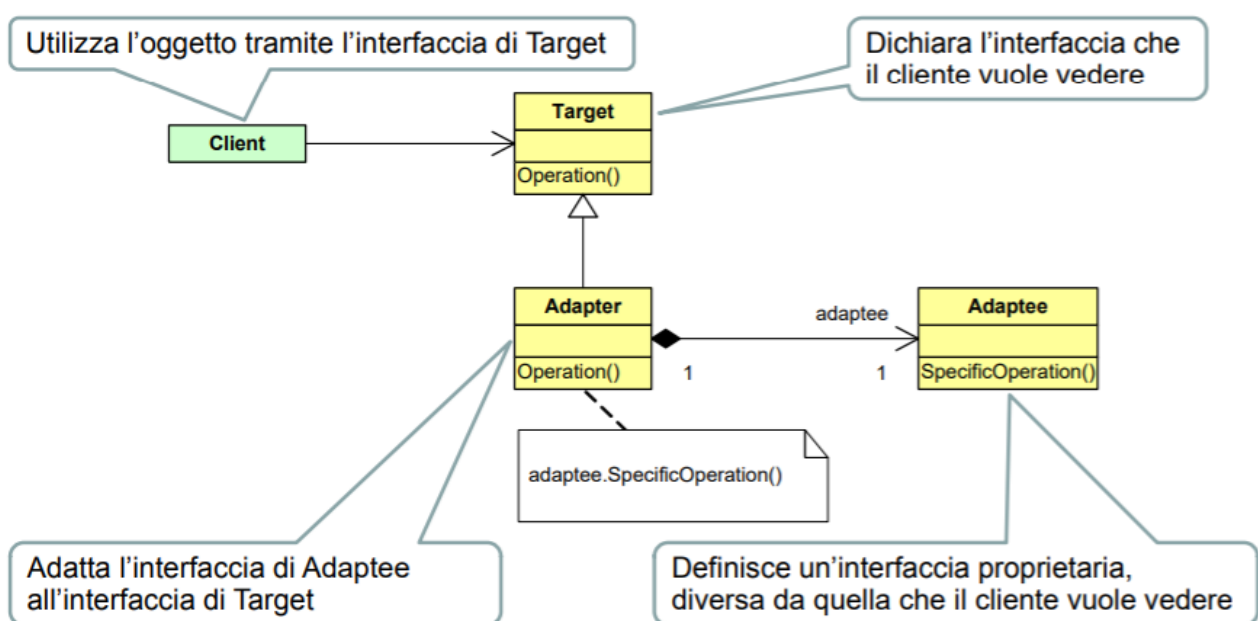 Utilizza l'oggetto tramite l'interfaccia di Target
Dichiara l'interfaccia che
il cliente vuole vedere
Target
Client
Operation()
Adapter
adaptee
Adaptee
Operation()
1
1
SpecificOperation()
adaptee.SpecificOperation()
Adatta l'interfaccia di Adaptee
all'interfaccia di Target
Definisce un'interfaccia proprietaria,
diversa da quella che il cliente vuole vedere